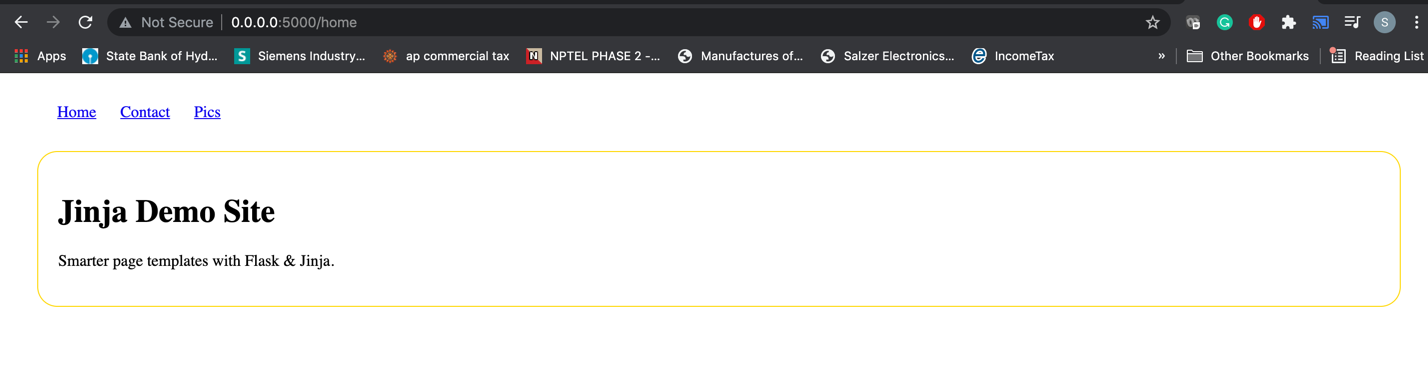 Not Secure | 0.0.0.0:5000/home
S
Apps State Bank of Hyd... Siemens Industry... ap commercial tax NPTEL PHASE 2 -... Manufactures of... Salzer Electronics... IncomeTax » Other Bookmarks Reading List
Home Contact Pics
Jinja Demo Site
Smarter page templates with Flask & Jinja.